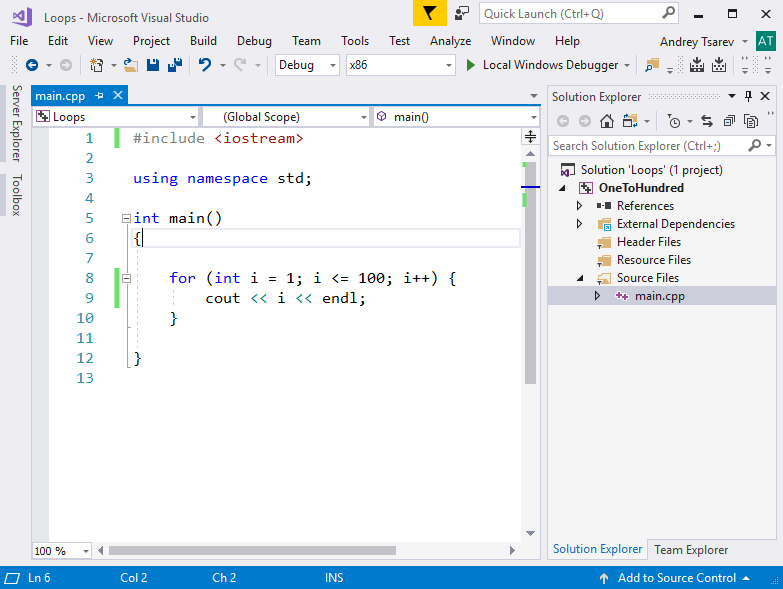 Loops - Microsoft Visual Studio
Quick Launch (Ctrl+Q)
File Edit View Project Build Debug Team Tools Test Analyze Window Help Andrey Tsarev AT
Debug x86 Local Windows Debugger
Server Explorer
Toolbox
main.cpp
Loops (Global Scope) main()
1 #include <iostream>
2
3 using namespace std;
4
5 int main()
6 {
7
8 for (int i = 1; i <= 100; i++) {
9 cout << i << endl;
10 }
11
12 }
13
100 %
Solution Explorer
Search Solution Explorer (Ctrl+;)
Solution 'Loops' (1 project)
OneToHundred
References
External Dependencies
Header Files
Resource Files
Source Files
main.cpp
Solution Explorer Team Explorer
Ln 6 Col 2 Ch 2 INS Add to Source Control